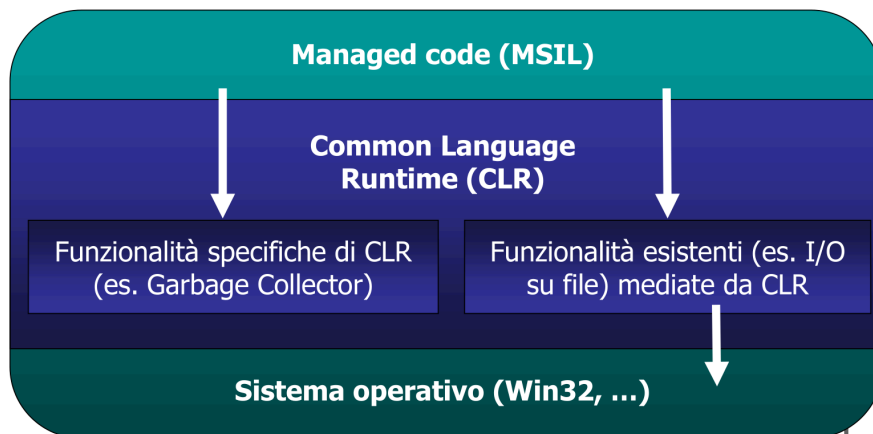 Managed code (MSIL)
Common Language
Runtime (CLR)
Funzionalità specifiche di CLR
(es. Garbage Collector)
Funzionalità esistenti (es. I/O
su file) mediate da CLR
Sistema operativo (Win32, ...)